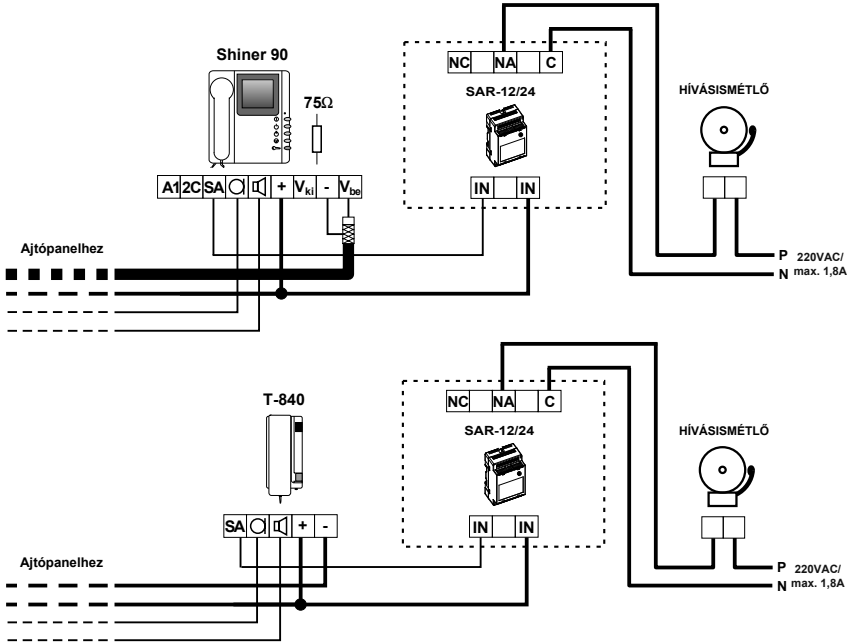 Shiner 90
75Ω
A1 2C SA + Vki - Vbe
NC NA C
SAR-12/24
IN IN
HÍVÁSISMÉTLŐ
Ajtópanelhez
P 220VAC/
N max. 1,8A
T-840
SA + -
NC NA C
SAR-12/24
IN IN
HÍVÁSISMÉTLŐ
Ajtópanelhez
P 220VAC/
N max. 1,8A